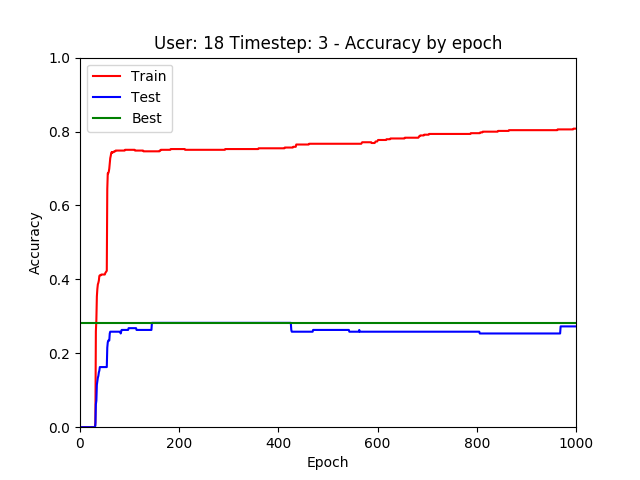 User: 18 Timestep: 3 - Accuracy by epoch
Train
Test
Best
Accuracy
1.0
0.8
0.6
0.4
0.2
0.0
0 200 400 600 800 1000
Epoch